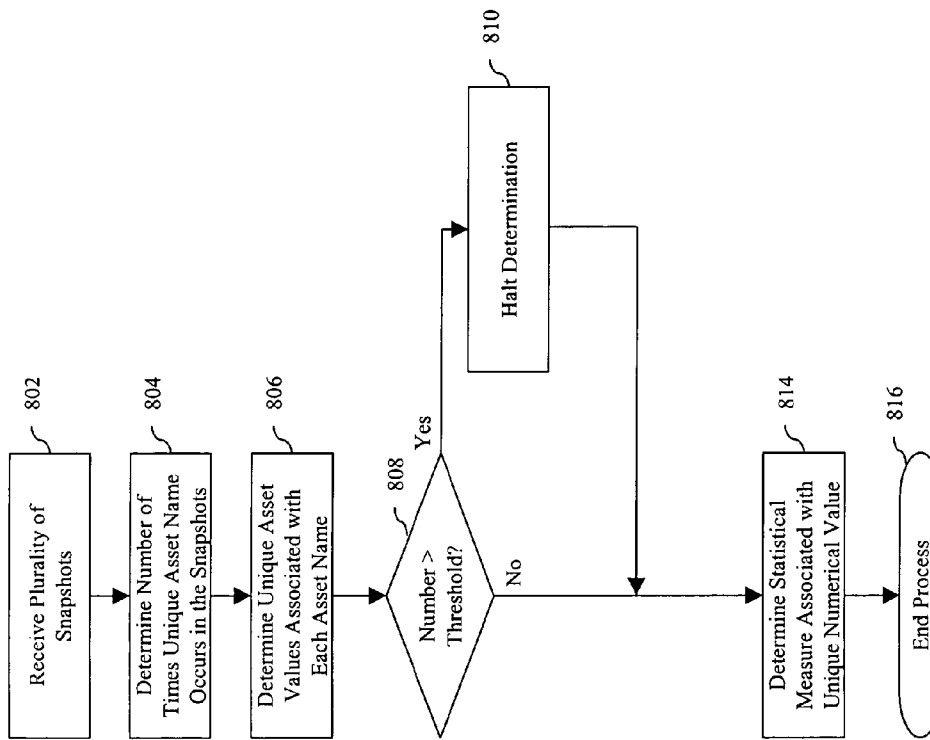 802
Receive Plurality of
Snapshots
804
Determine Number of
Times Unique Asset Name
Occurs in the Snapshots
806
Determine Unique Asset
Values Associated with
Each Asset Name
808
Number >
Threshold?
Yes
No
810
Halt Determination
814
Determine Statistical
Measure Associated with
Unique Numerical Value
816
End Process